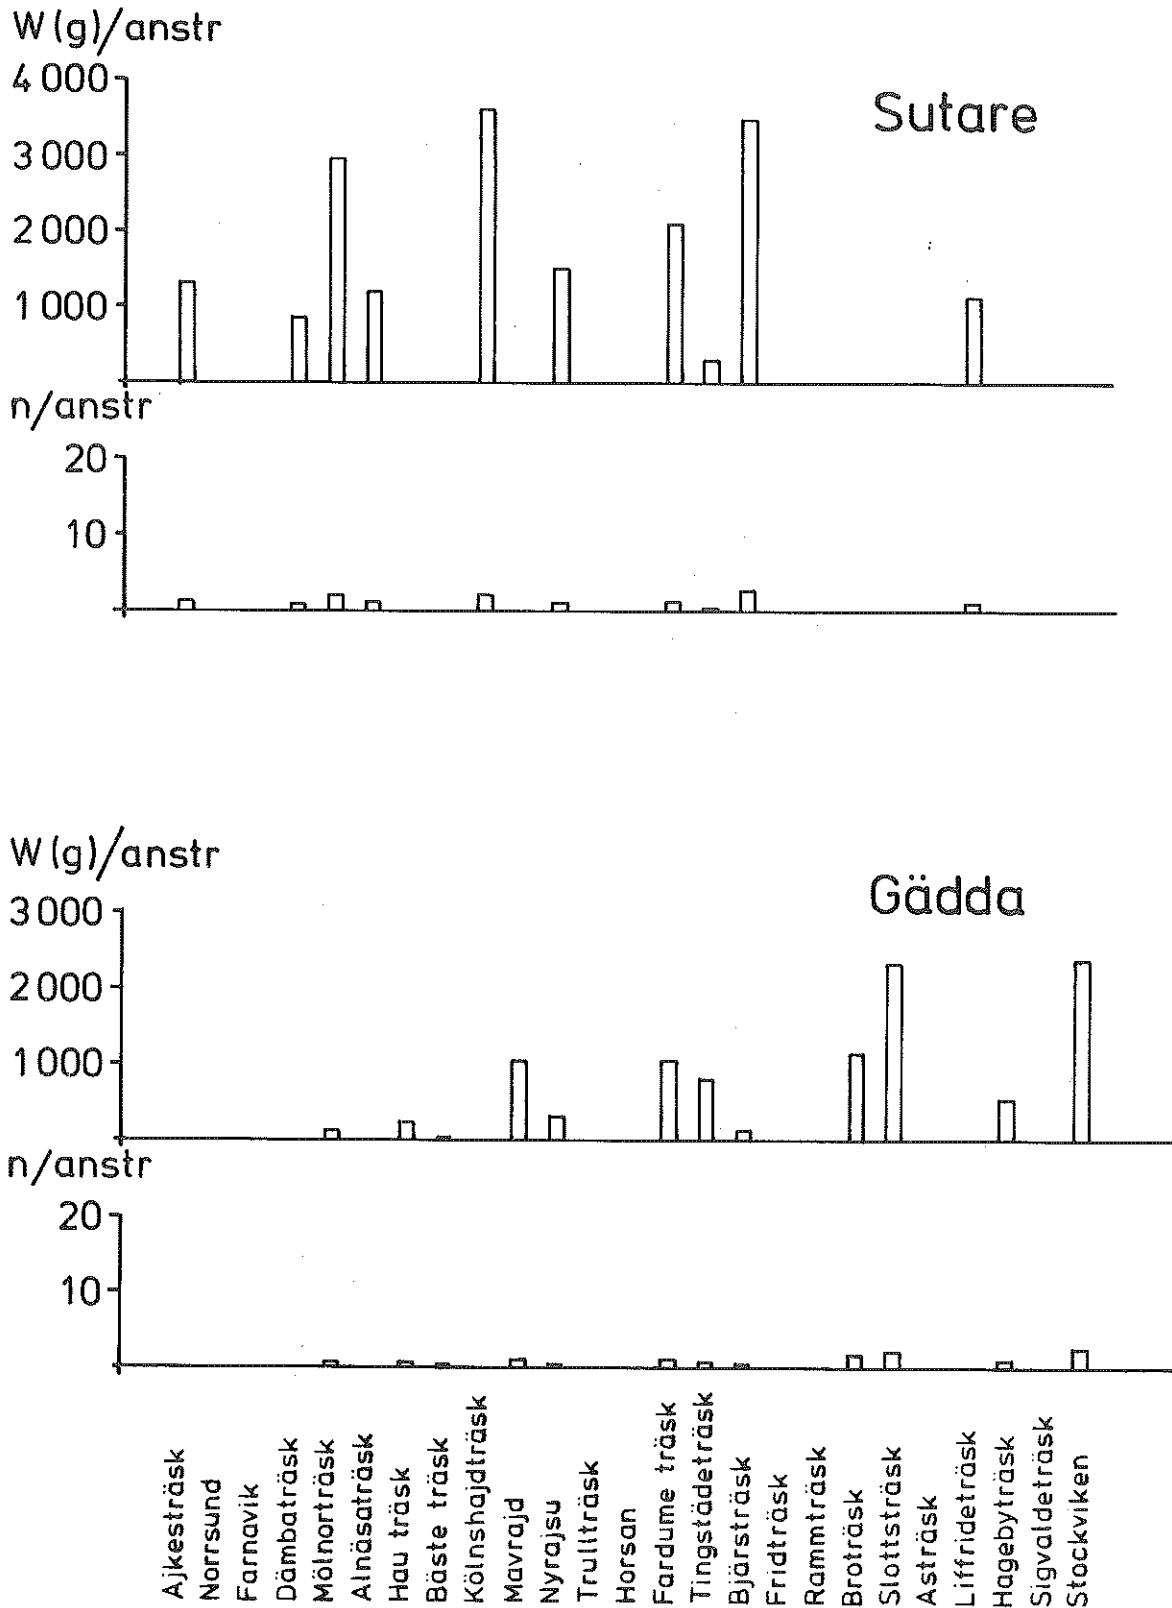 W(g)/anstr
4 000
Sutare
3 000
2 000
1 000
n/anstr
20
10
W(g)/anstr
Gädda
3 000
2 000
1 000
n/anstr
20
10
Ajkesträsk
Norrsund
Farnavik
Dämbaträsk
Mölnorträsk
Alnäsaträsk
Hau träsk
Bäste träsk
Kölnshajdträsk
Mavrajd
Nyrajsu
Trullträsk
Horsan
Fardume träsk
Tingstädeträsk
Bjärsträsk
Fridträsk
Rammträsk
Broträsk
Slottsträsk
Asträsk
Liffrideträsk
Hagebyträsk
Sigvaldeträsk
Stockviken